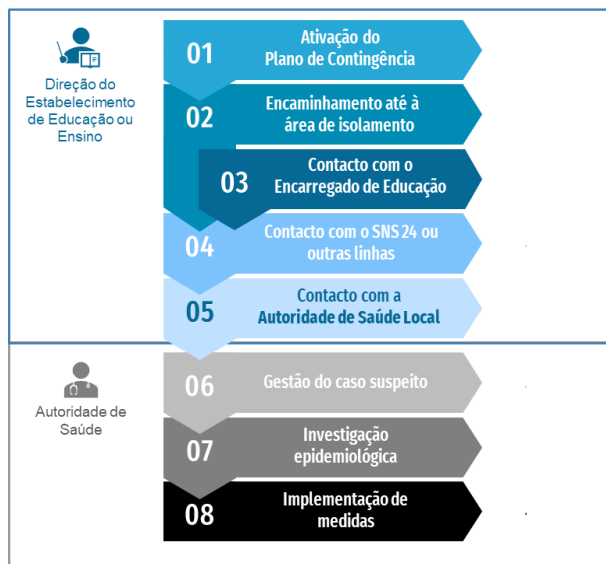 Direção do
Estabelecimento
de Educação ou
Ensino
01
Ativação do
Plano de Contingência
02
Encaminhamento até à
área de isolamento
03
Contacto com o
Encarregado de Educação
04
Contacto com o SNS 24 ou
outras linhas
05
Contacto com a
Autoridade de Saúde Local
Autoridade de
Saúde
06
Gestão do caso suspeito
07
Investigação
epidemiológica
08
Implementação de
medidas